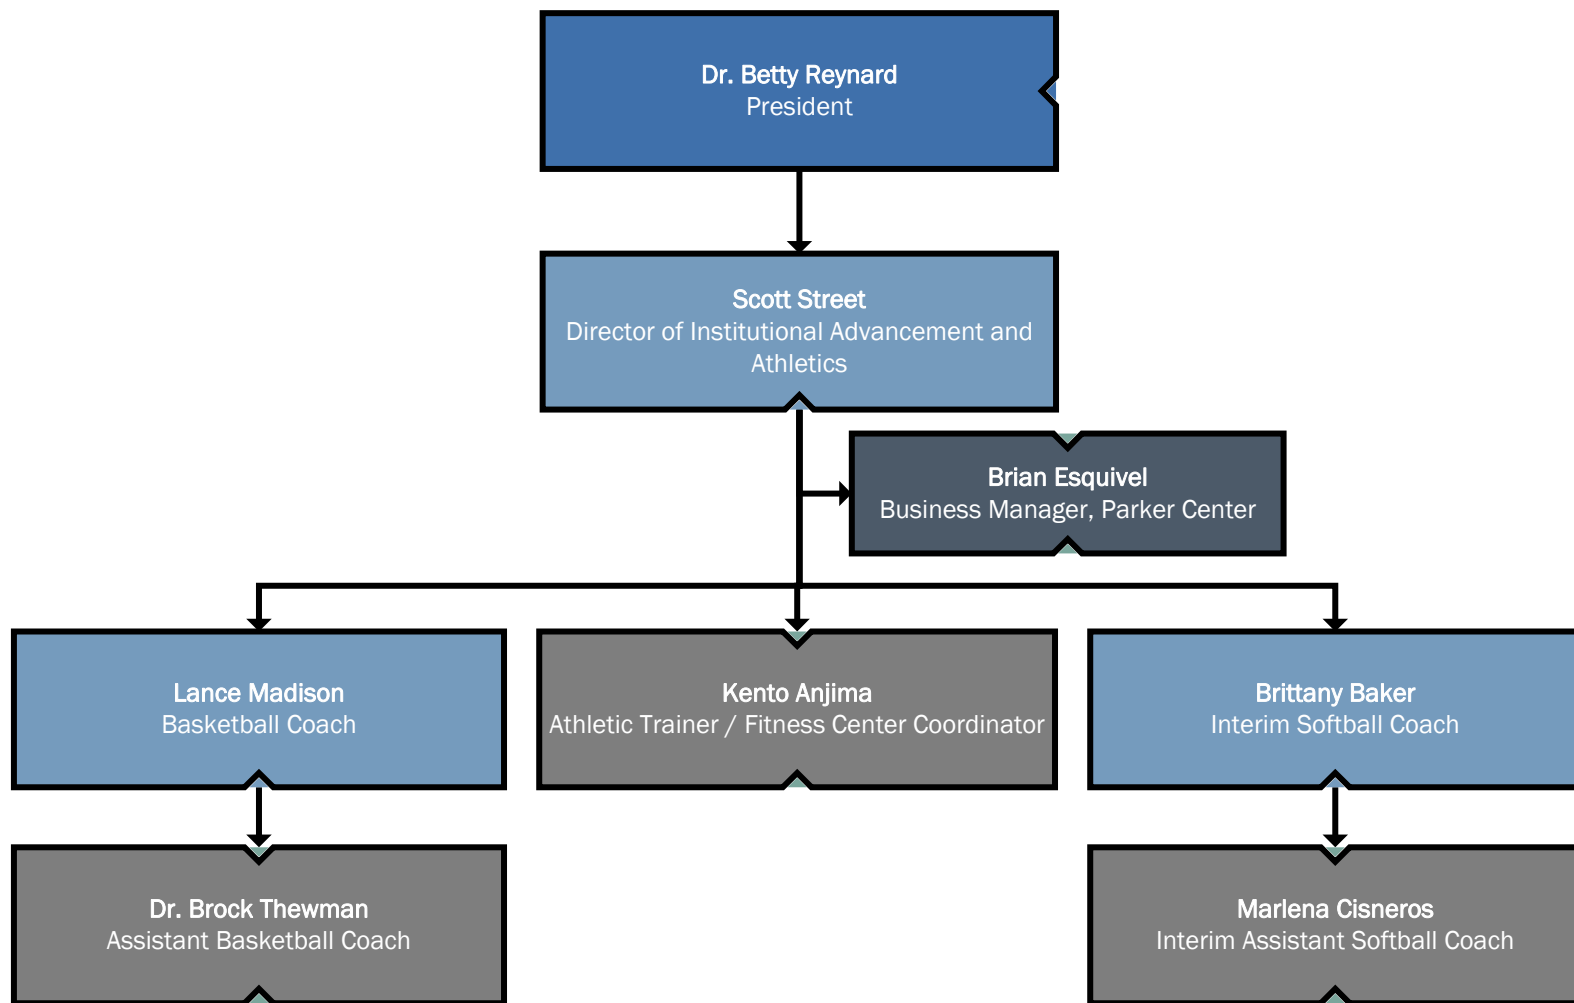 Dr. Betty Reynard
President
Scott Street
Director of Institutional Advancement and
Athletics
Brian Esquivel
Business Manager, Parker Center
Lance Madison
Basketball Coach
Kento Anjima
Athletic Trainer / Fitness Center Coordinator
Brittany Baker
Interim Softball Coach
Dr. Brock Thewman
Assistant Basketball Coach
Marlena Cisneros
Interim Assistant Softball Coach